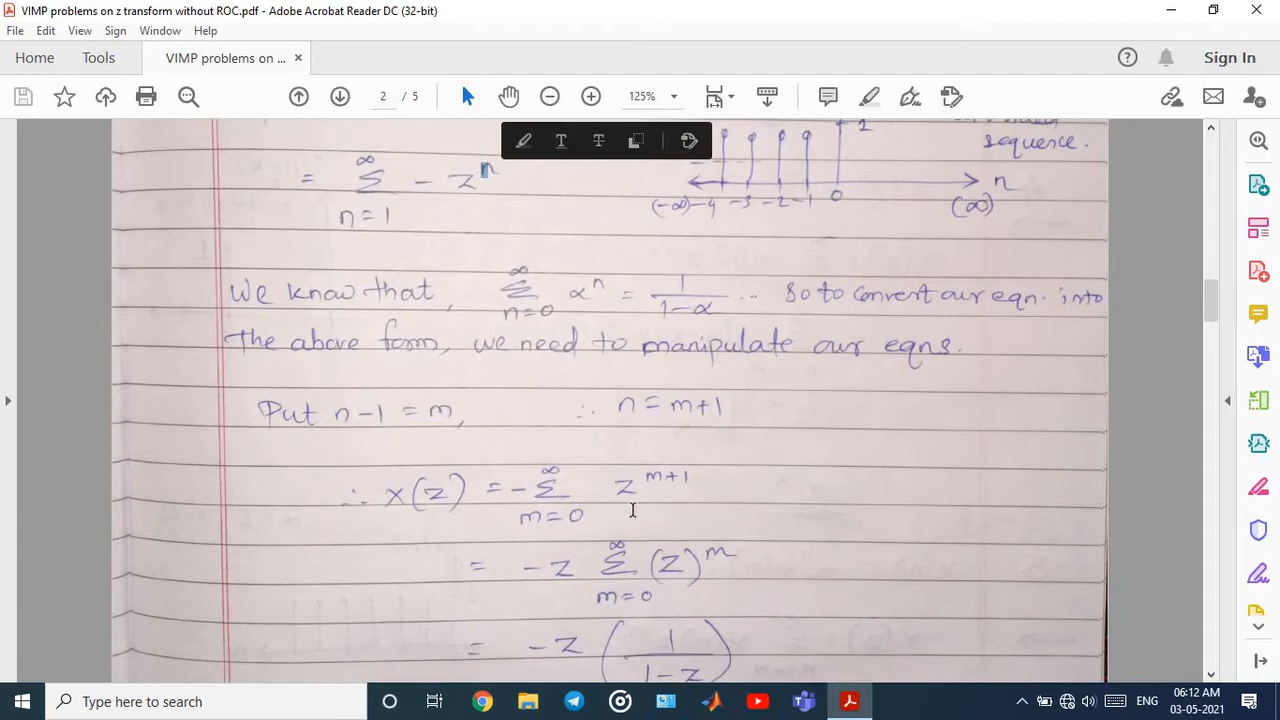 VIMP problems on z transform without ROC.pdf - Adobe Acrobat Reader DC (32-bit)
File Edit View Sign Window Help
Home Tools VIMP problems on ... × Sign In
2 / 5 125%
sequence.
= ∞ Σ n=1 - z^n
1
(-∞) -4 -3 -2 -1 0 (∞) n
We know that, ∞ Σ n=0 α^n = 1/(1-α) ... so to convert our eqn. into
the above form, we need to manipulate our eqns.
Put n-1 = m, ∴ n = m+1
∴ X(z) = - ∞ Σ m=0 z^(m+1)
= -z ∞ Σ m=0 (z)^m
= -z (1/(1-z))
Type here to search
ENG
06:12 AM
03-05-2021